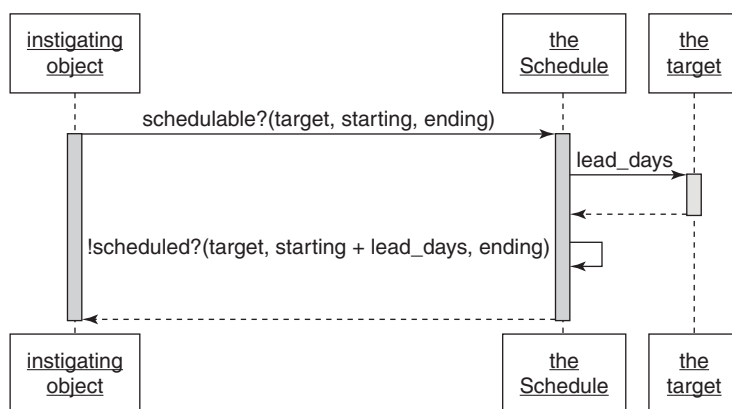 instigating
object
the
Schedule
the
target
schedulable?(target, starting, ending)
lead_days
!scheduled?(target, starting + lead_days, ending)
instigating
object
the
Schedule
the
target